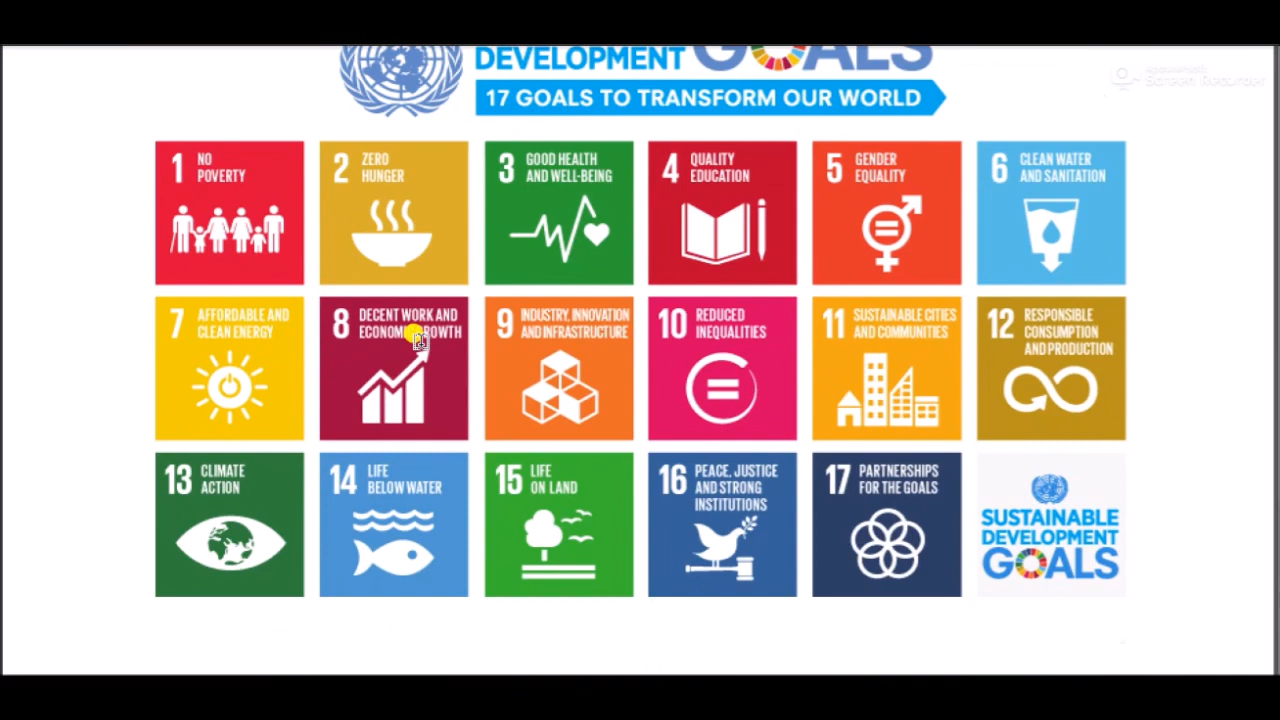 DEVELOPMENT GOALS
17 GOALS TO TRANSFORM OUR WORLD
Screen Recorder
1 NO
POVERTY
2 ZERO
HUNGER
3 GOOD HEALTH
AND WELL-BEING
4 QUALITY
EDUCATION
5 GENDER
EQUALITY
6 CLEAN WATER
AND SANITATION
7 AFFORDABLE AND
CLEAN ENERGY
8 DECENT WORK AND
ECONOMIC GROWTH
9 INDUSTRY, INNOVATION
AND INFRASTRUCTURE
10 REDUCED
INEQUALITIES
11 SUSTAINABLE CITIES
AND COMMUNITIES
12 RESPONSIBLE
CONSUMPTION
AND PRODUCTION
13 CLIMATE
ACTION
14 LIFE
BELOW WATER
15 LIFE
ON LAND
16 PEACE, JUSTICE
AND STRONG
INSTITUTIONS
17 PARTNERSHIPS
FOR THE GOALS
SUSTAINABLE
DEVELOPMENT
GOALS